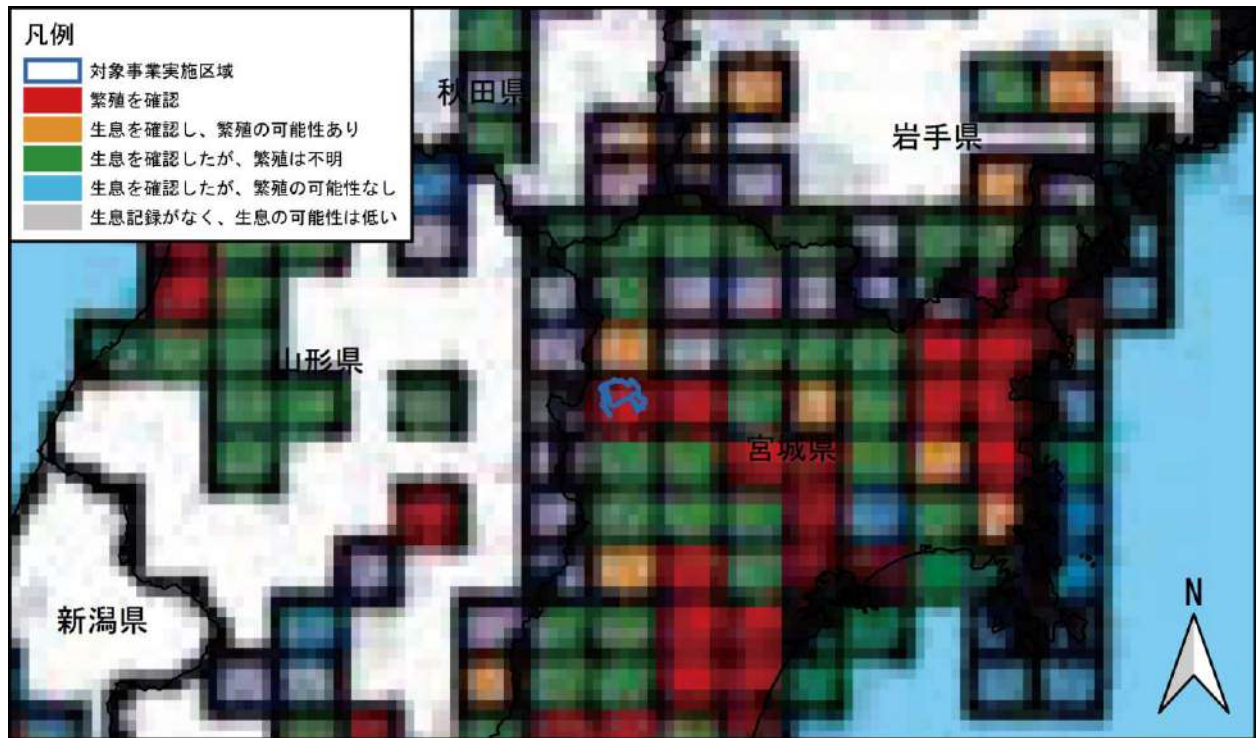 凡例
対象事業実施区域
繁殖を確認
生息を確認し、繁殖の可能性あり
生息を確認したが、繁殖は不明
生息を確認したが、繁殖の可能性なし
生息記録がなく、生息の可能性は低い
秋田県
岩手県
山形県
宮城県
新潟県
N